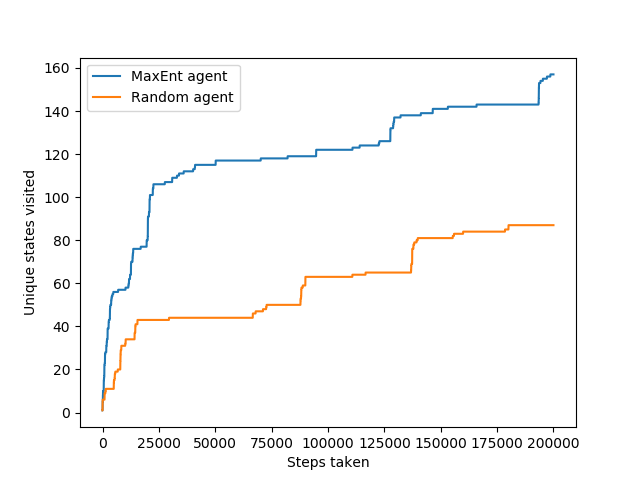 MaxEnt agent
Random agent
160
140
120
100
80
60
40
20
0
Unique states visited
0 25000 50000 75000 100000 125000 150000 175000 200000
Steps taken